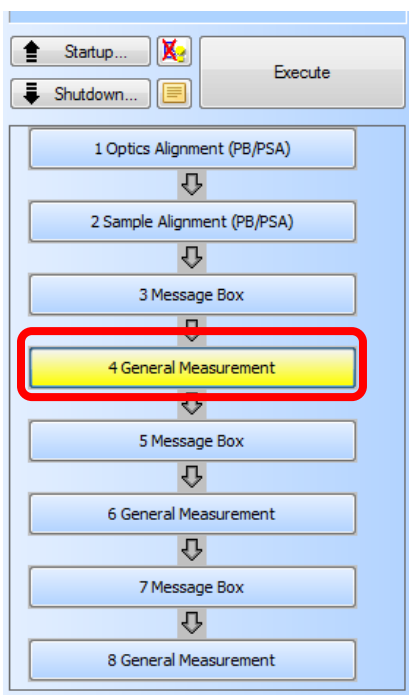 Startup...
Execute
Shutdown...
1 Optics Alignment (PB/PSA)
2 Sample Alignment (PB/PSA)
3 Message Box
4 General Measurement
5 Message Box
6 General Measurement
7 Message Box
8 General Measurement